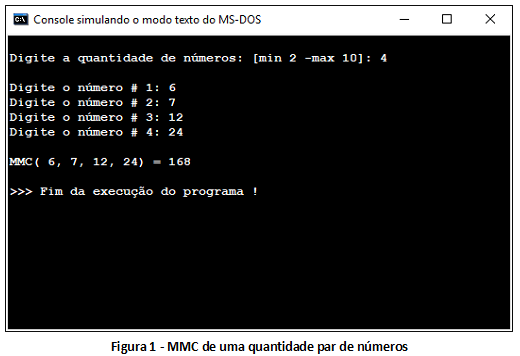 Console simulando o modo texto do MS-DOS
Digite a quantidade de números: [min 2 -max 10]: 4
Digite o número # 1: 6
Digite o número # 2: 7
Digite o número # 3: 12
Digite o número # 4: 24
MMC( 6, 7, 12, 24) = 168
>>> Fim da execução do programa !
Figura 1 - MMC de uma quantidade par de números